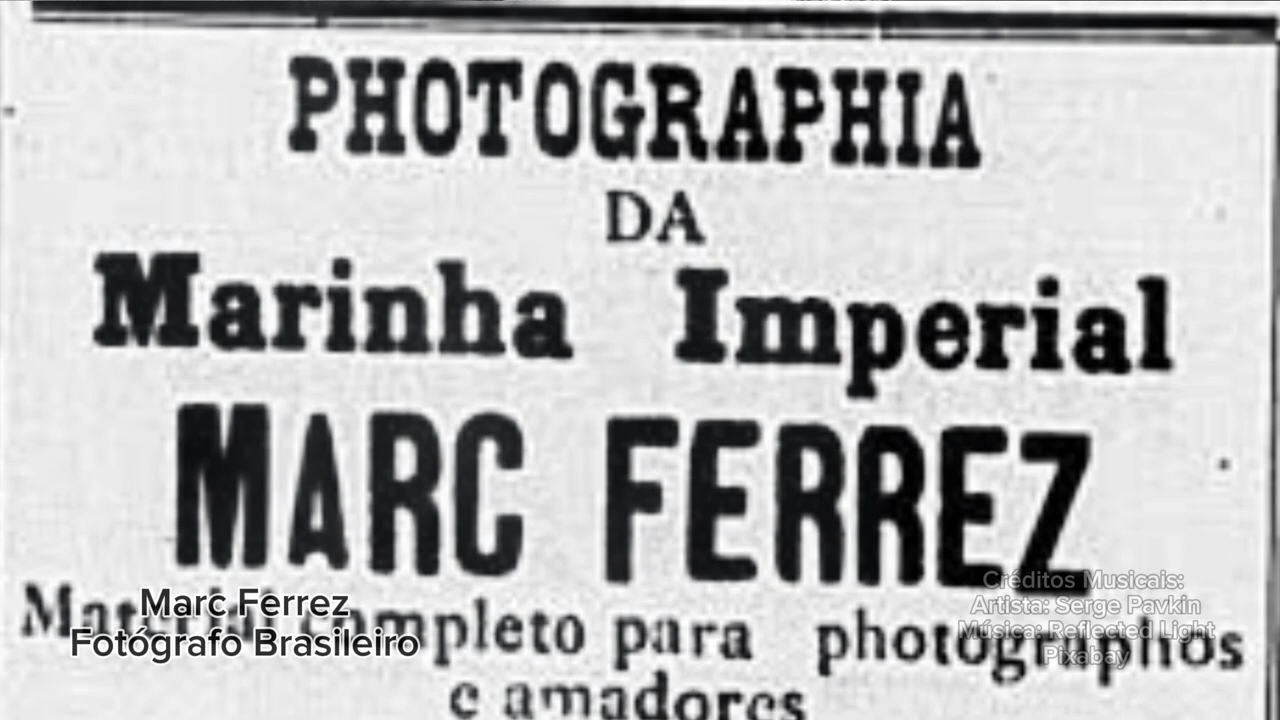 PHOTOGRAPHIA
DA
Marinha Imperial
MARC FERREZ
Material completo para photographos
e amadores
Marc Ferrez
Fotógrafo Brasileiro
Créditos Musicais:
Artista: Serge Pavkin
Música: Reflected Light
Pixabay